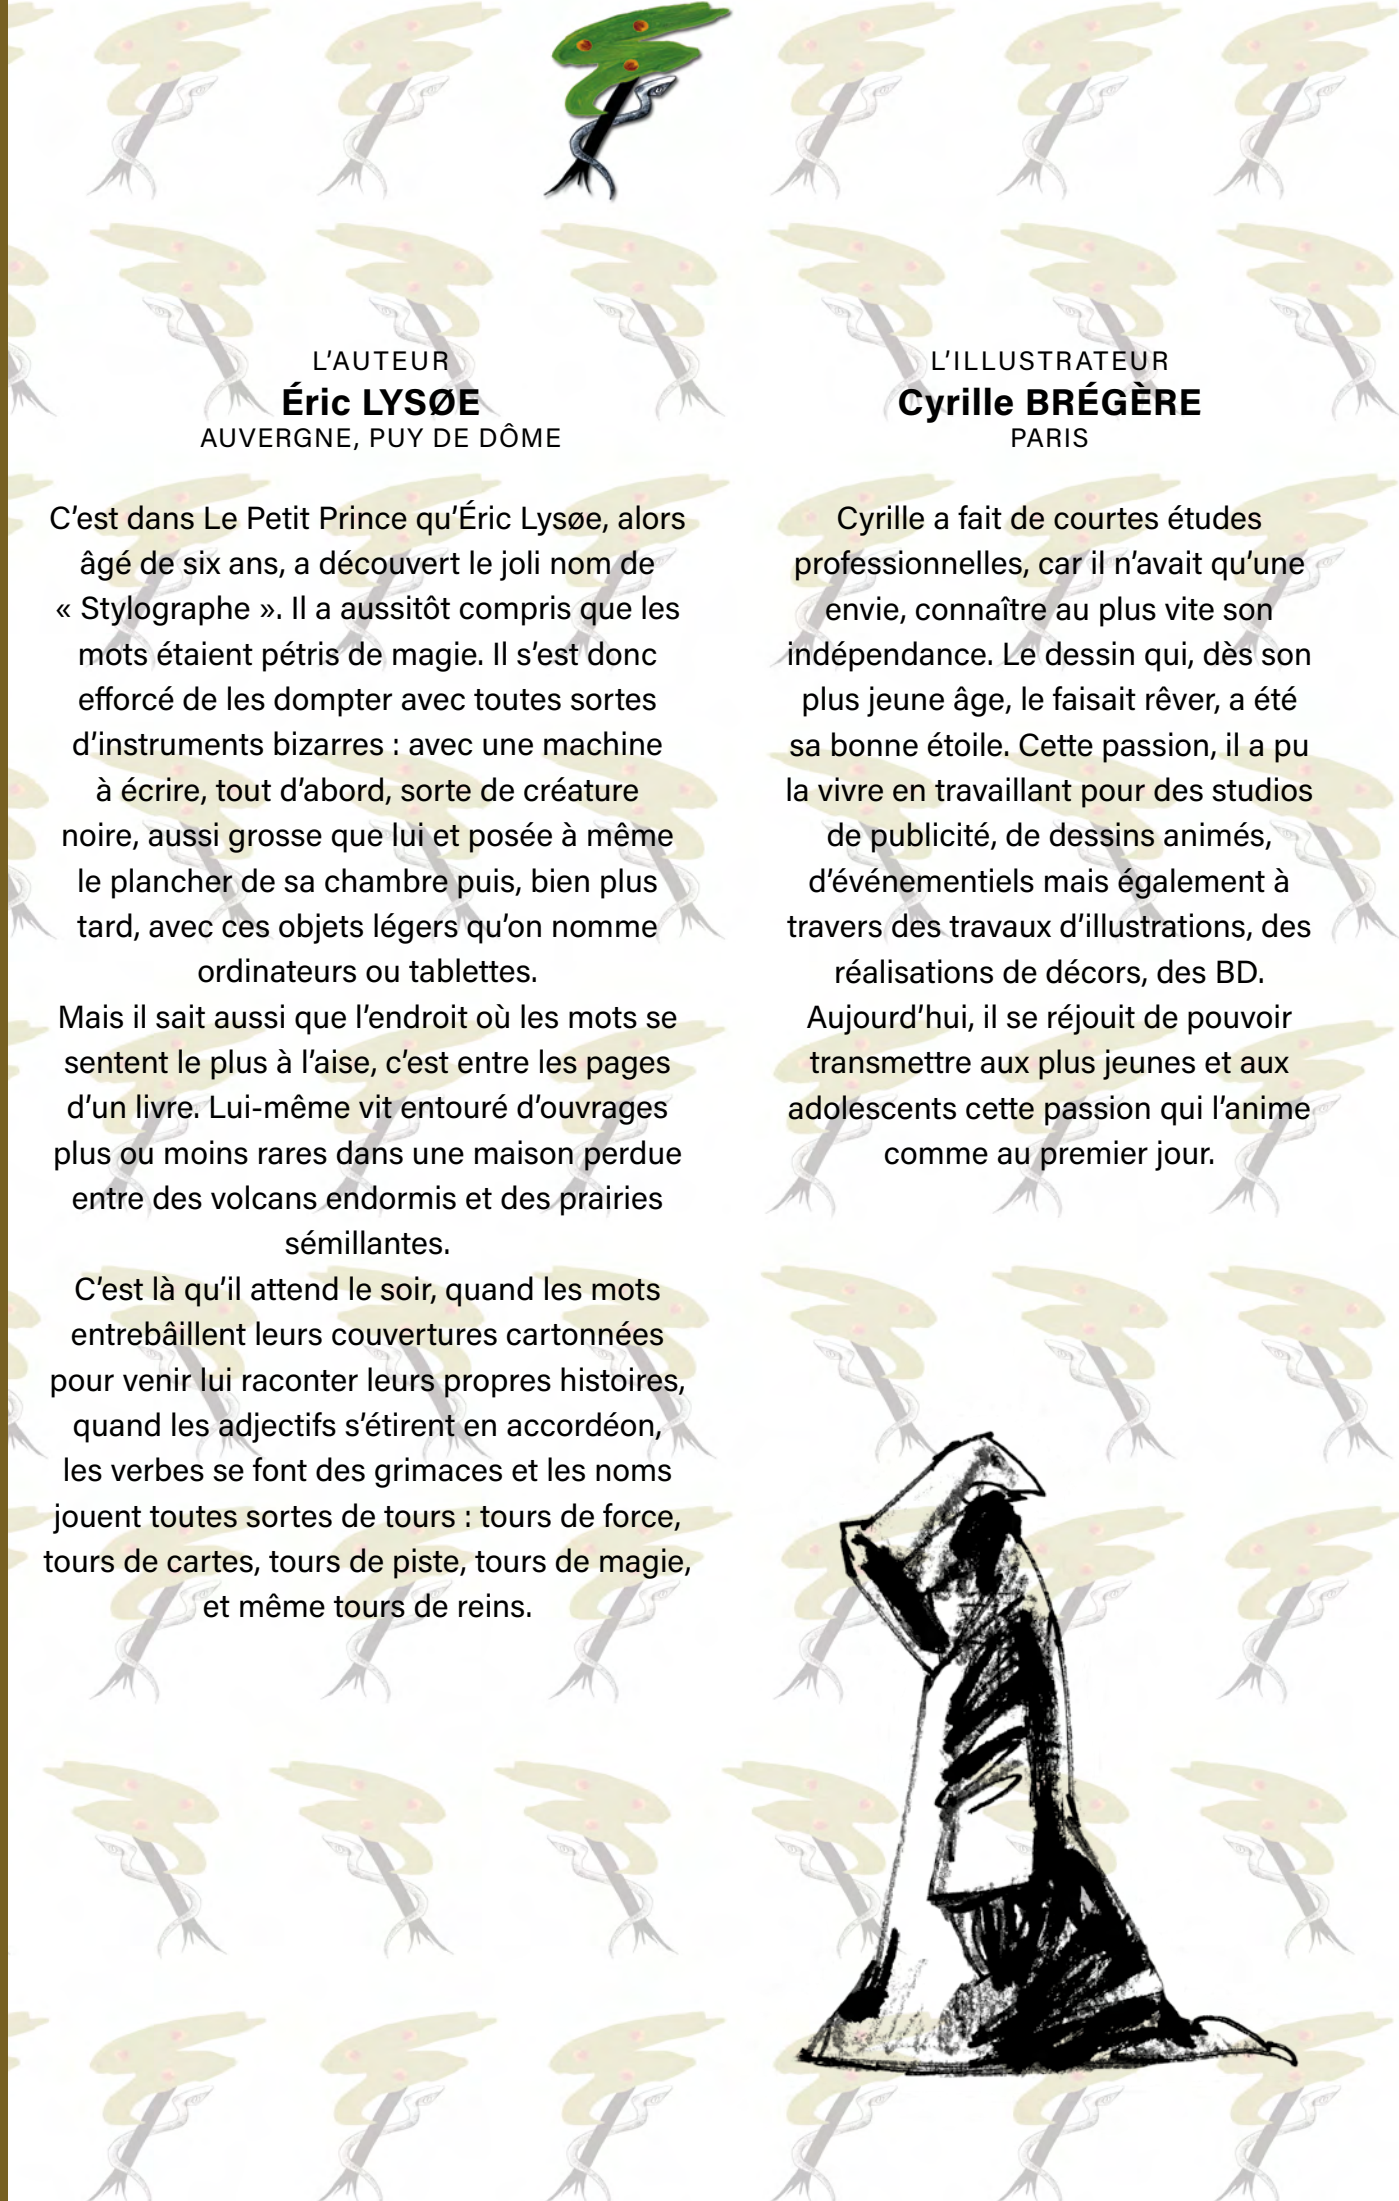 L'AUTEUR
Éric LYSØE
AUVERGNE, PUY DE DÔME
C'est dans Le Petit Prince qu'Éric Lysøe, alors
âgé de six ans, a découvert le joli nom de
« Stylographe ». Il a aussitôt compris que les
mots étaient pétris de magie. Il s'est donc
efforcé de les dompter avec toutes sortes
d'instruments bizarres : avec une machine
à écrire, tout d'abord, sorte de créature
noire, aussi grosse que lui et posée à même
le plancher de sa chambre puis, bien plus
tard, avec ces objets légers qu'on nomme
ordinateurs ou tablettes.
Mais il sait aussi que l'endroit où les mots se
sentent le plus à l'aise, c'est entre les pages
d'un livre. Lui-même vit entouré d'ouvrages
plus ou moins rares dans une maison perdue
entre des volcans endormis et des prairies
sémillantes.
C'est là qu'il attend le soir, quand les mots
entrebâillent leurs couvertures cartonnées
pour venir lui raconter leurs propres histoires,
quand les adjectifs s'étirent en accordéon,
les verbes se font des grimaces et les noms
jouent toutes sortes de tours : tours de force,
tours de cartes, tours de piste, tours de magie,
et même tours de reins.
L'ILLUSTRATEUR
Cyrille BRÉGÈRE
PARIS
Cyrille a fait de courtes études
professionnelles, car il n'avait qu'une
envie, connaître au plus vite son
indépendance. Le dessin qui, dès son
plus jeune âge, le faisait rêver, a été
sa bonne étoile. Cette passion, il a pu
la vivre en travaillant pour des studios
de publicité, de dessins animés,
d'événementiels mais également à
travers des travaux d'illustrations, des
réalisations de décors, des BD.
Aujourd'hui, il se réjouit de pouvoir
transmettre aux plus jeunes et aux
adolescents cette passion qui l'anime
comme au premier jour.